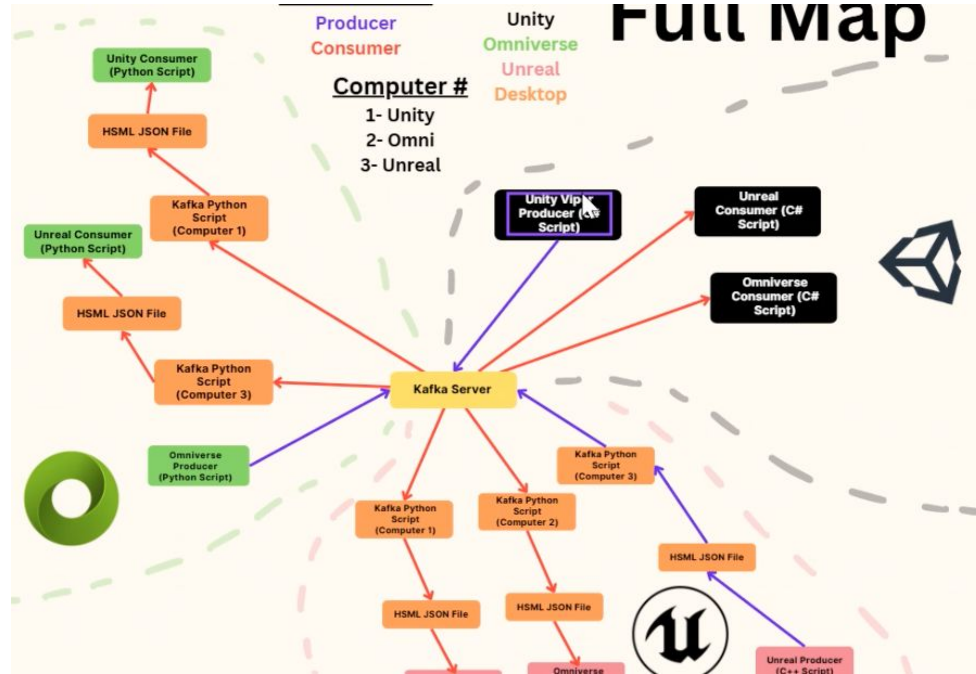 Full Map
Producer
Consumer
Unity
Omniverse
Unreal
Desktop
Computer #
1- Unity
2- Omni
3- Unreal
Unity Consumer
(Python Script)
HSML JSON File
Kafka Python
Script
(Computer 1)
Unreal Consumer
(Python Script)
HSML JSON File
Kafka Python
Script
(Computer 3)
Omniverse
Producer
(Python Script)
Unity Viper
Producer (C#
Script)
Unreal
Consumer (C#
Script)
Omniverse
Consumer (C#
Script)
Kafka Server
Kafka Python
Script
(Computer 1)
HSML JSON File
Kafka Python
Script
(Computer 2)
HSML JSON File
Omniverse
Kafka Python
Script
(Computer 3)
HSML JSON File
Unreal Producer
(C++ Script)